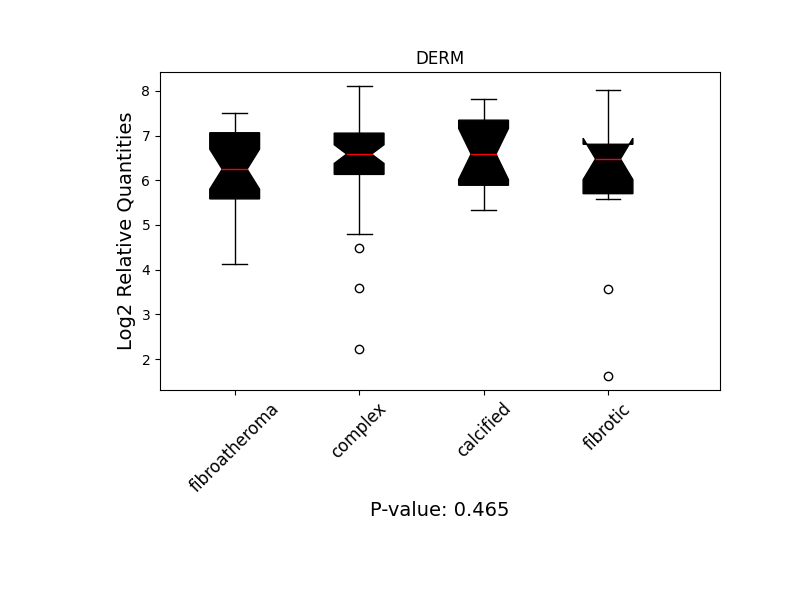 DERM
Log2 Relative Quantities
8
7
6
5
4
3
2
fibroatheroma
complex
calcified
fibrotic
P-value: 0.465